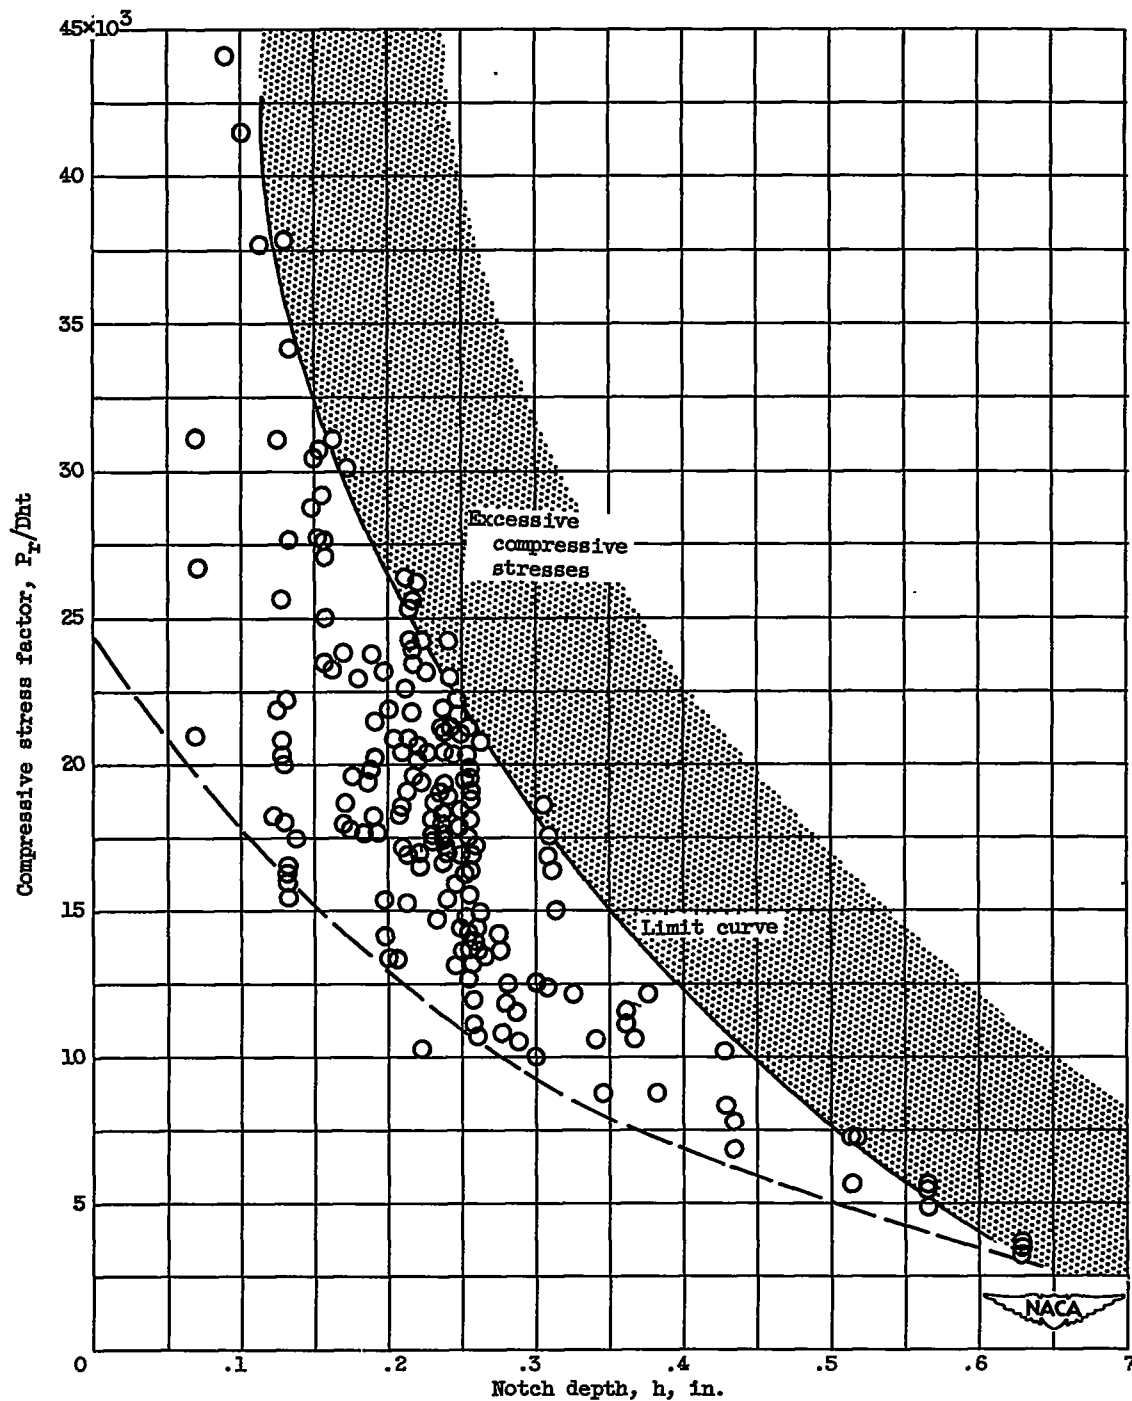 45×10³
40
35
30
25
20
15
10
5
Compressive stress factor, Pr/Dht
Excessive
compressive
stresses
Limit curve
NACA
0 .1 .2 .3 .4 .5 .6 .7
Notch depth, h, in.